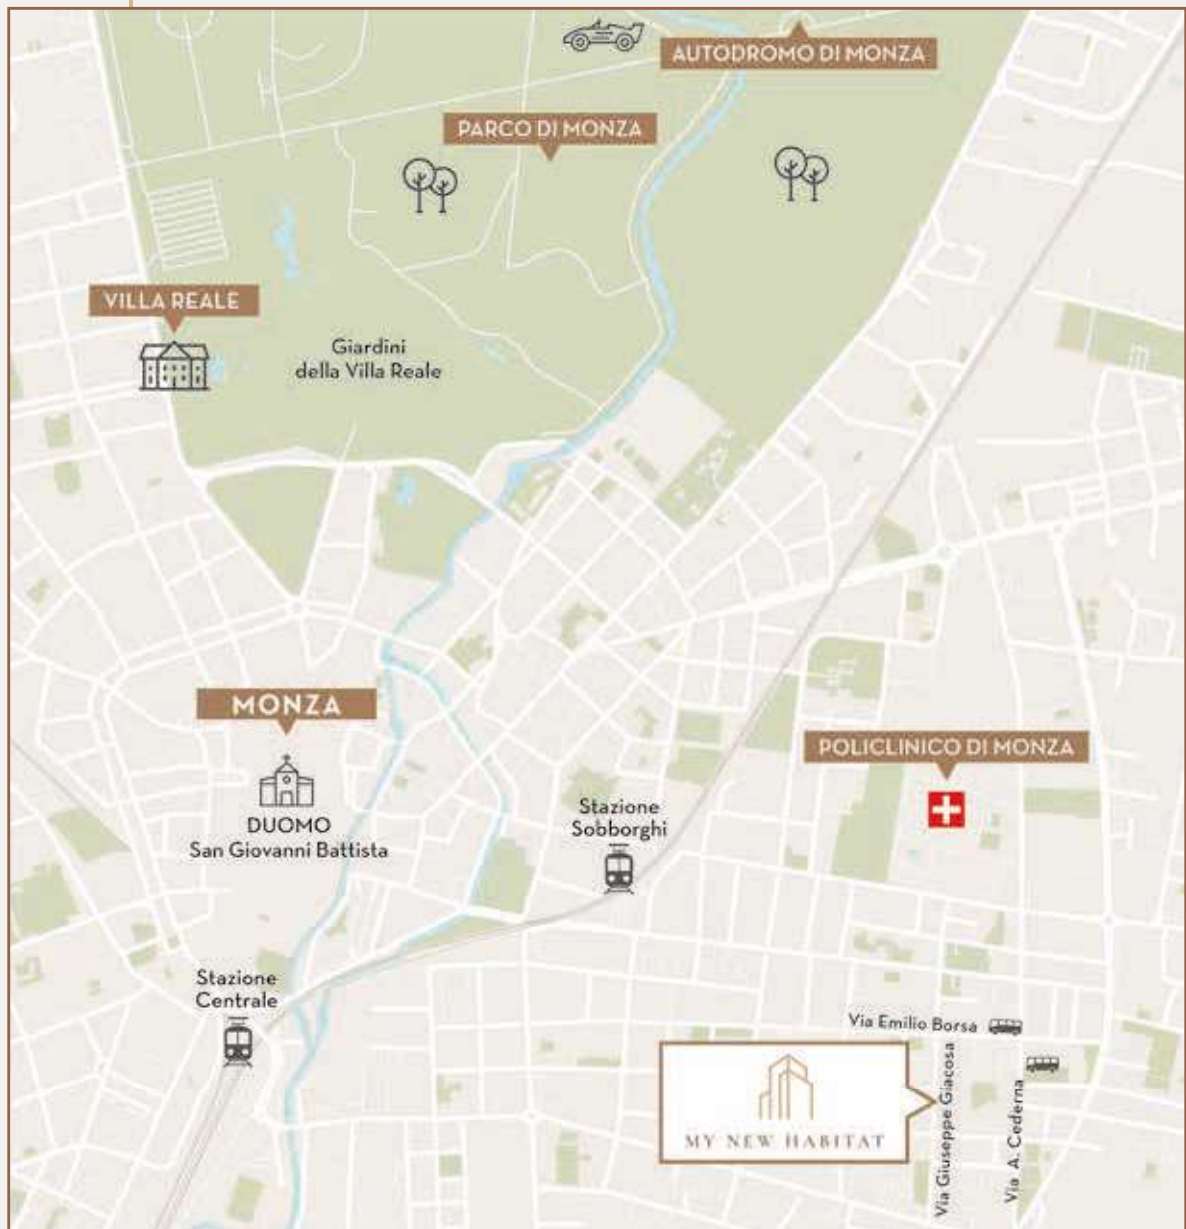 AUTODROMO DI MONZA
PARCO DI MONZA
VILLA REALE
Giardini
della Villa Reale
MONZA
DUOMO
San Giovanni Battista
POLICLINICO DI MONZA
Stazione
Sobborghi
Stazione
Centrale
Via Emilio Borsa
MY NEW HABITAT
Via Giuseppe Giacosa
Via A. Cederna